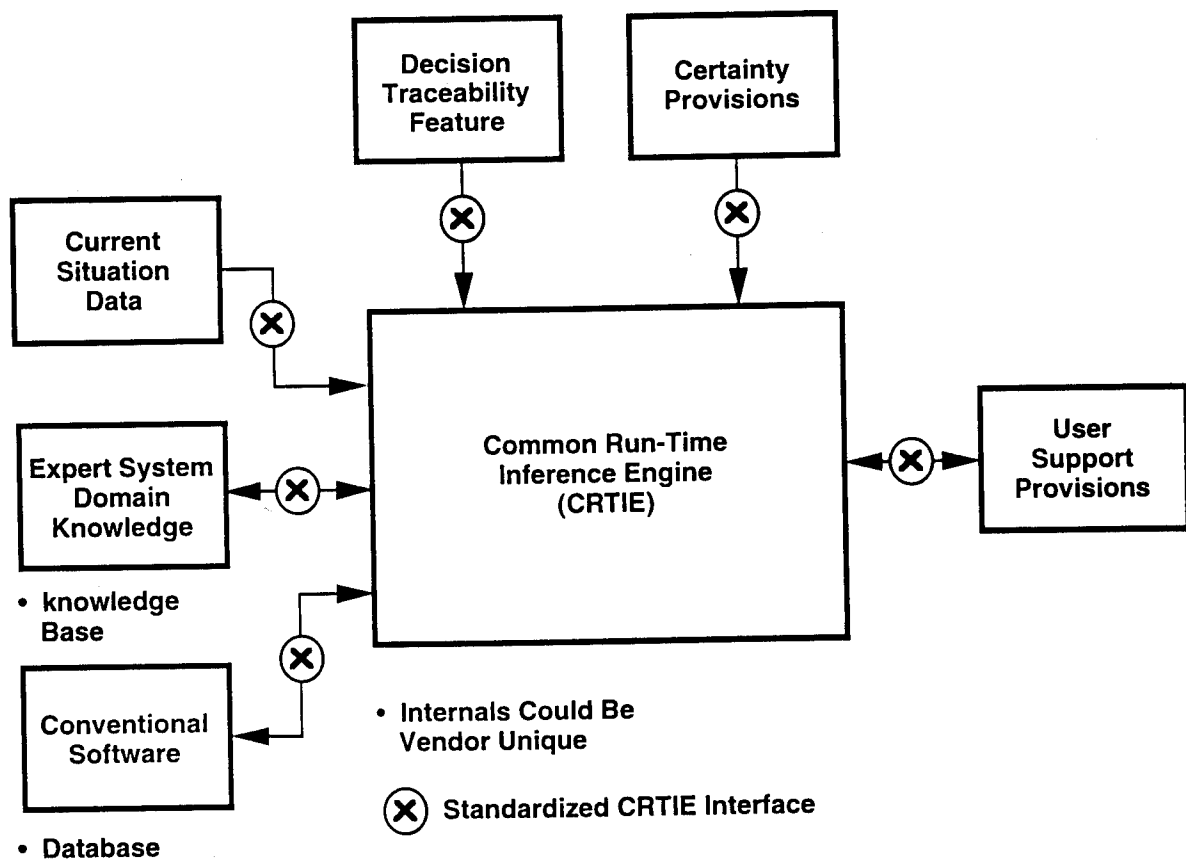 Decision
Traceability
Feature
Certainty
Provisions
Current
Situation
Data
Expert System
Domain
Knowledge
• knowledge
Base
Conventional
Software
• Database
Common Run-Time
Inference Engine
(CRTIE)
User
Support
Provisions
• Internals Could Be
Vendor Unique
Standardized CRTIE Interface